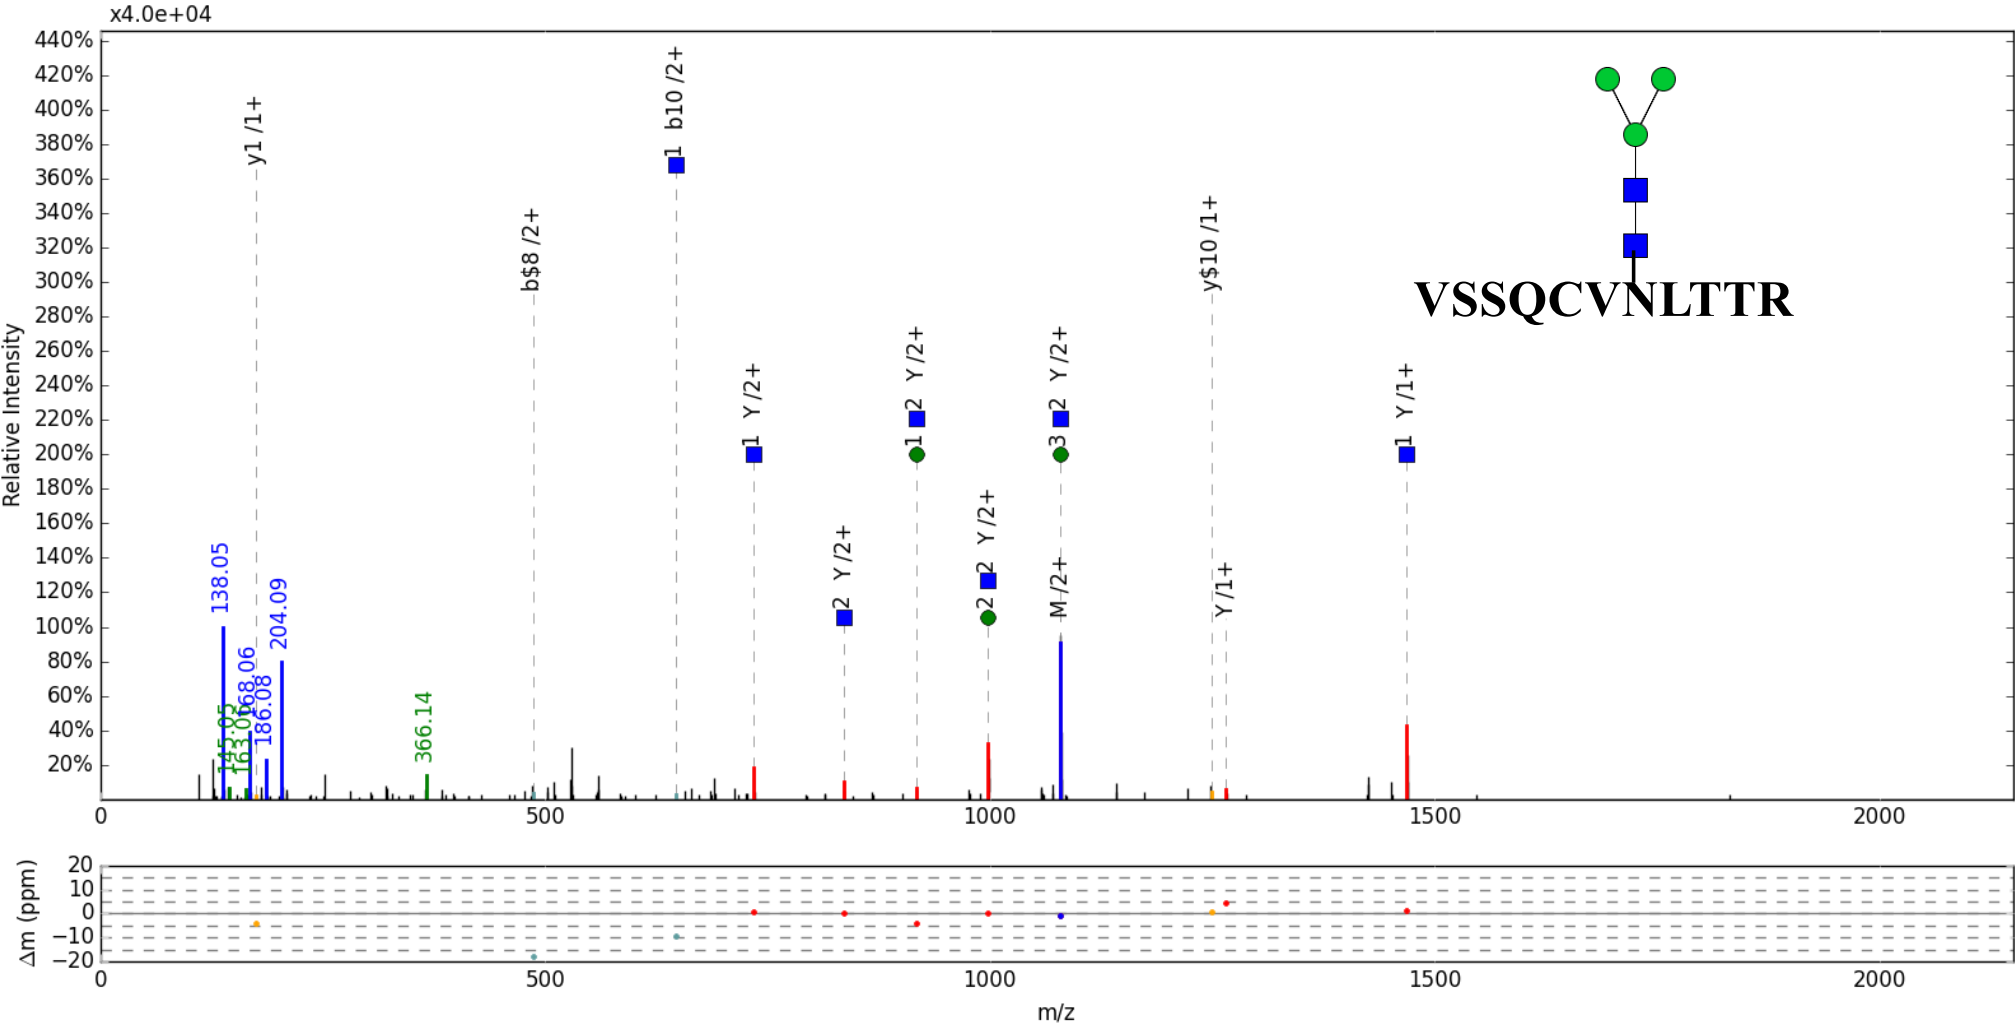 x4.0e+04
440%
420%
400%
380%
360%
340%
320%
300%
280%
260%
240%
220%
200%
180%
160%
140%
120%
100%
80%
60%
40%
20%
Relative Intensity
138.05
145.05
163.06
168.06
186.08
204.09
366.14
y1 /1+
b$8 /2+
1 b10 /2+
1 Y /2+
2 Y /2+
2 Y /2+
1
2 Y /2+
2
2 Y /2+
3
M /2+
y$10 /1+
Y /1+
1 Y /1+
VSSQCVNLTTR
0 500 1000 1500 2000
Δm (ppm)
20
10
0
−10
−20
0 500 1000 1500 2000
m/z